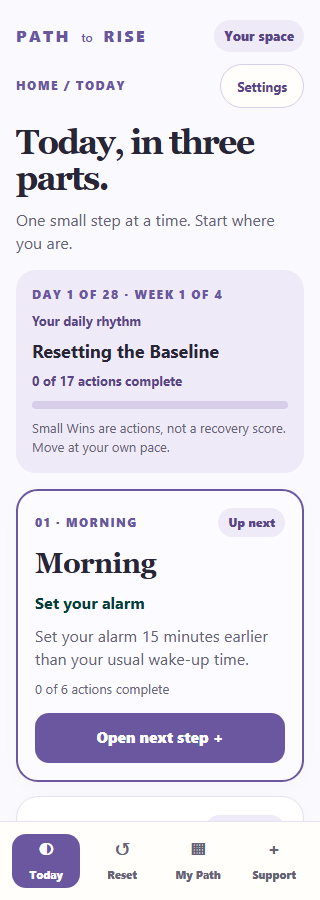 PATH to RISE
Your space
HOME / TODAY
Settings
Today, in three
parts.
One small step at a time. Start where
you are.
DAY 1 OF 28 · WEEK 1 OF 4
Your daily rhythm
Resetting the Baseline
0 of 17 actions complete
Small Wins are actions, not a recovery score.
Move at your own pace.
01 · MORNING
Up next
Morning
Set your alarm
Set your alarm 15 minutes earlier
than your usual wake-up time.
0 of 6 actions complete
Open next step +
Today
Reset
My Path
+
Support